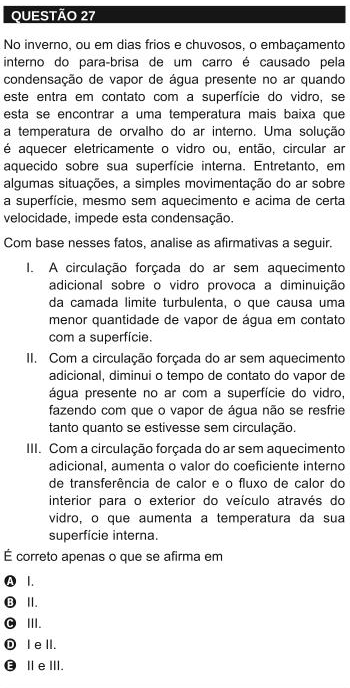 QUESTÃO 27
No inverno, ou em dias frios e chuvosos, o embaçamento
interno do para-brisa de um carro é causado pela
condensação de vapor de água presente no ar quando
este entra em contato com a superfície do vidro, se
esta se encontrar a uma temperatura mais baixa que
a temperatura de orvalho do ar interno. Uma solução
é aquecer eletricamente o vidro ou, então, circular ar
aquecido sobre sua superfície interna. Entretanto, em
algumas situações, a simples movimentação do ar sobre
a superfície, mesmo sem aquecimento e acima de certa
velocidade, impede esta condensação.
Com base nesses fatos, analise as afirmativas a seguir.
I. A circulação forçada do ar sem aquecimento
adicional sobre o vidro provoca a diminuição
da camada limite turbulenta, o que causa uma
menor quantidade de vapor de água em contato
com a superfície.
II. Com a circulação forçada do ar sem aquecimento
adicional, diminui o tempo de contato do vapor de
água presente no ar com a superfície do vidro,
fazendo com que o vapor de água não se resfrie
tanto quanto se estivesse sem circulação.
III. Com a circulação forçada do ar sem aquecimento
adicional, aumenta o valor do coeficiente interno
de transferência de calor e o fluxo de calor do
interior para o exterior do veículo através do
vidro, o que aumenta a temperatura da sua
superfície interna.
É correto apenas o que se afirma em
A I.
B II.
C III.
D I e II.
E II e III.